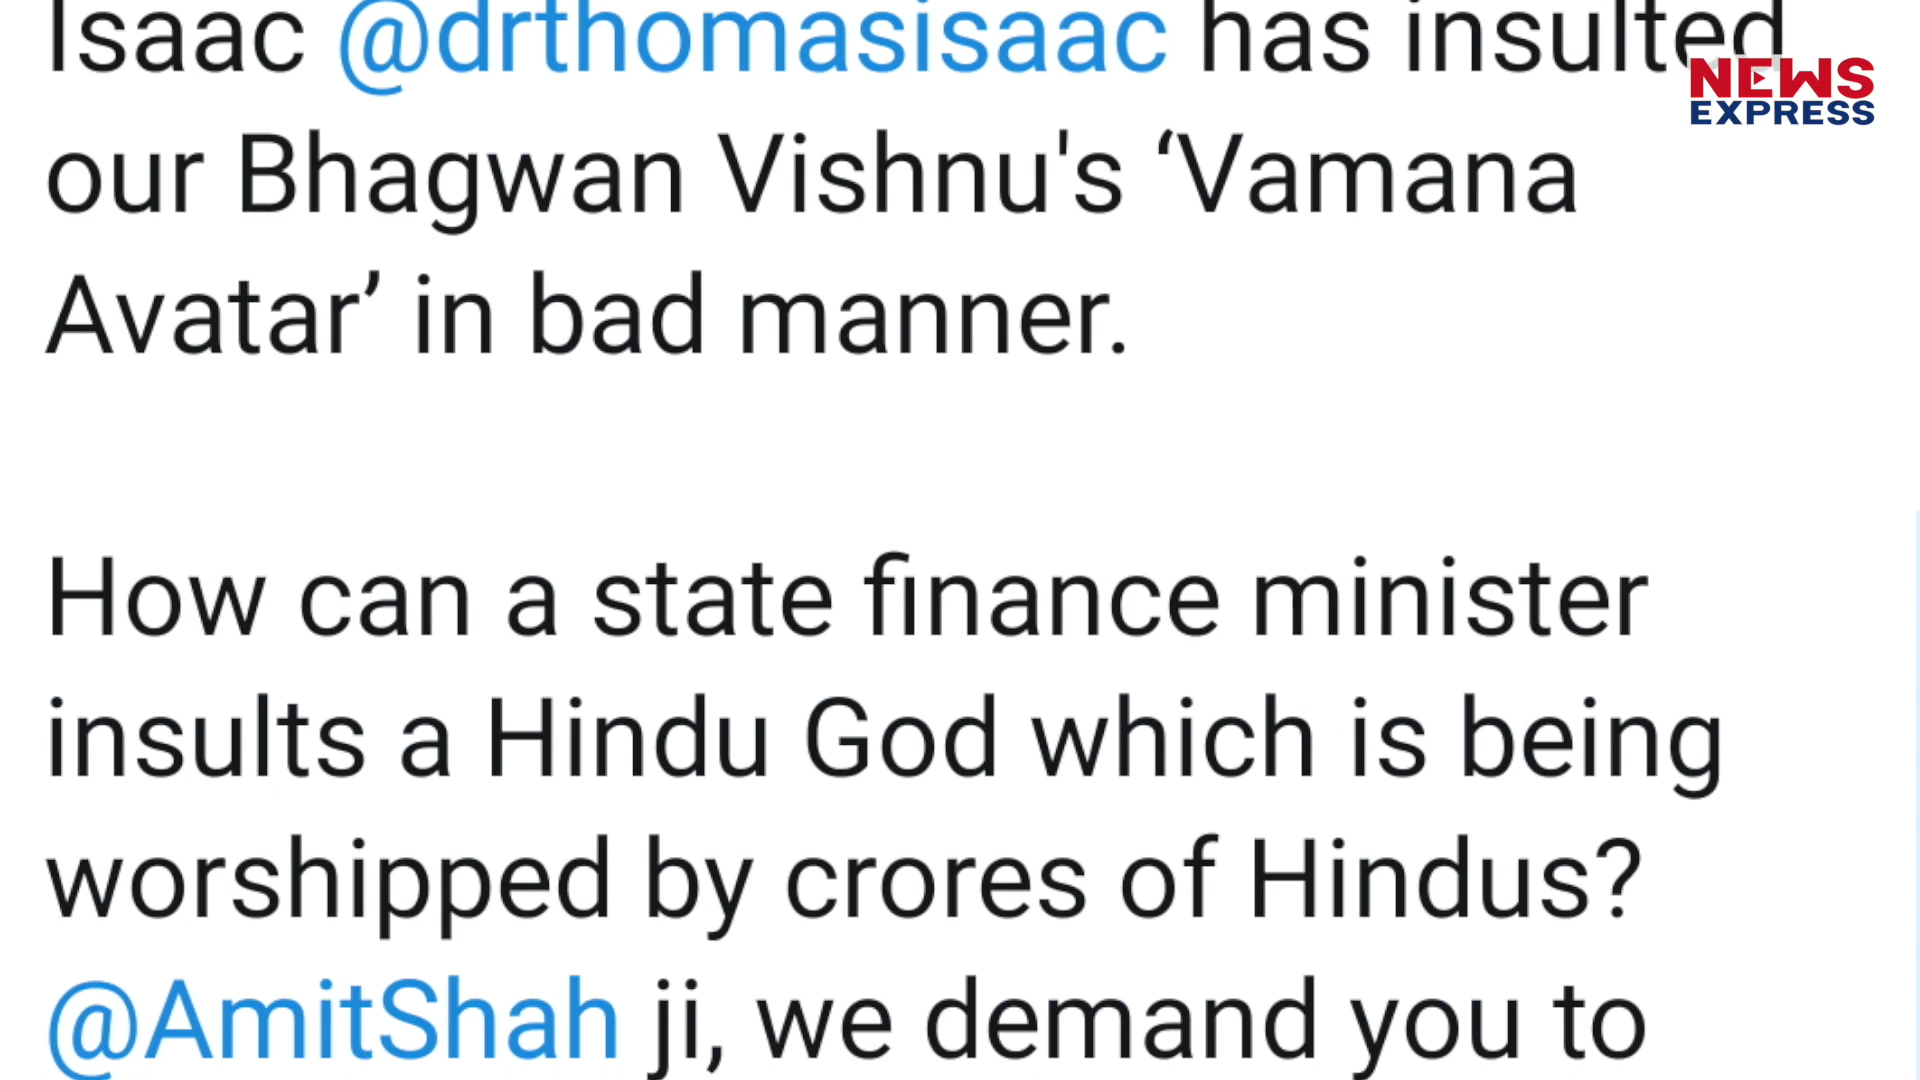 Isaac @drthomasisaac has insulted
NEWS
EXPRESS
our Bhagwan Vishnu's ‘Vamana
Avatar’ in bad manner.
How can a state finance minister
insults a Hindu God which is being
worshipped by crores of Hindus?
@AmitShah ji, we demand you to